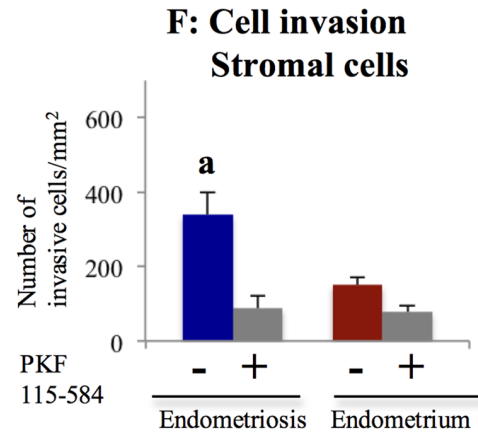 F: Cell invasion
Stromal cells
Number of
invasive cells/mm²
600
400
200
0
a
PKF
115-584
- + - +
Endometriosis Endometrium